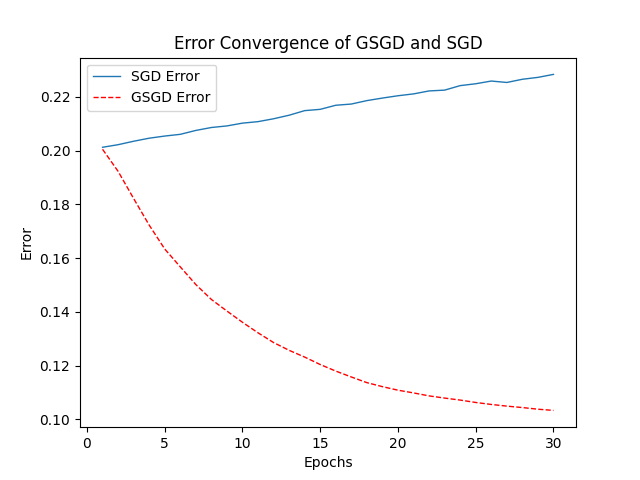 Error Convergence of GSGD and SGD
SGD Error
GSGD Error
0.22
0.20
0.18
0.16
0.14
0.12
0.10
Error
0 5 10 15 20 25 30
Epochs